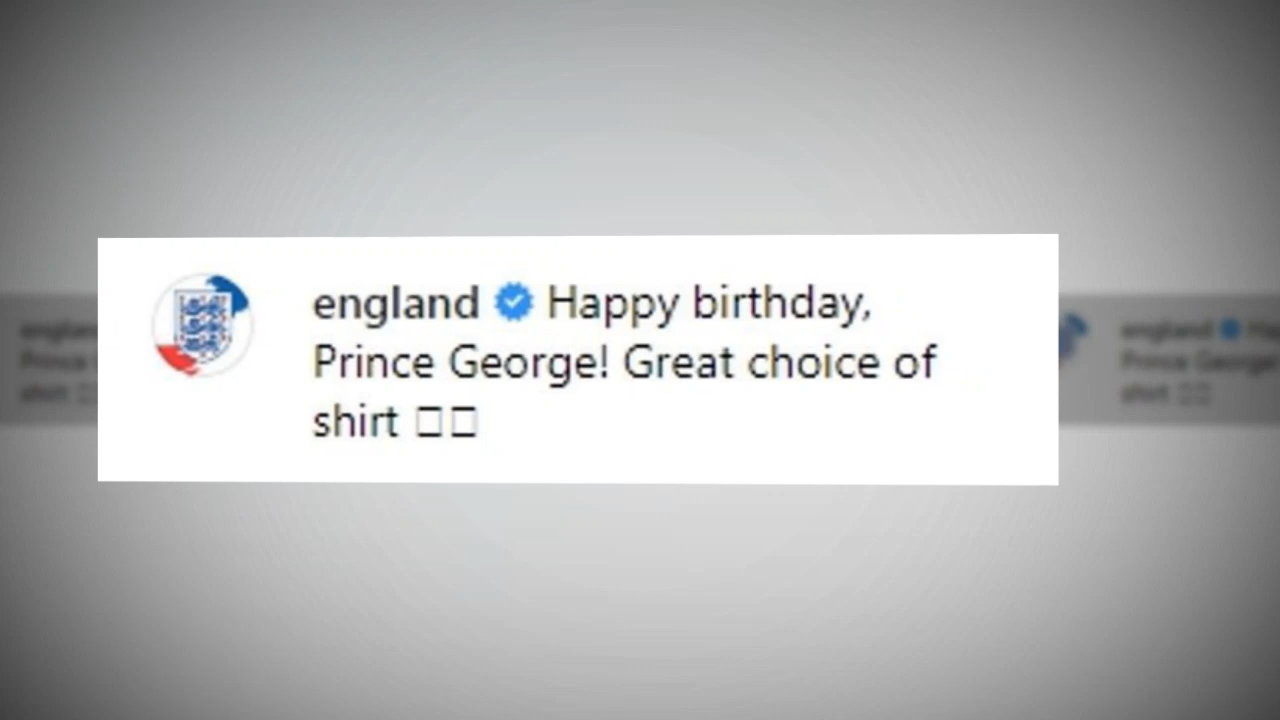 england Happy birthday,
Prince George! Great choice of
shirt □□